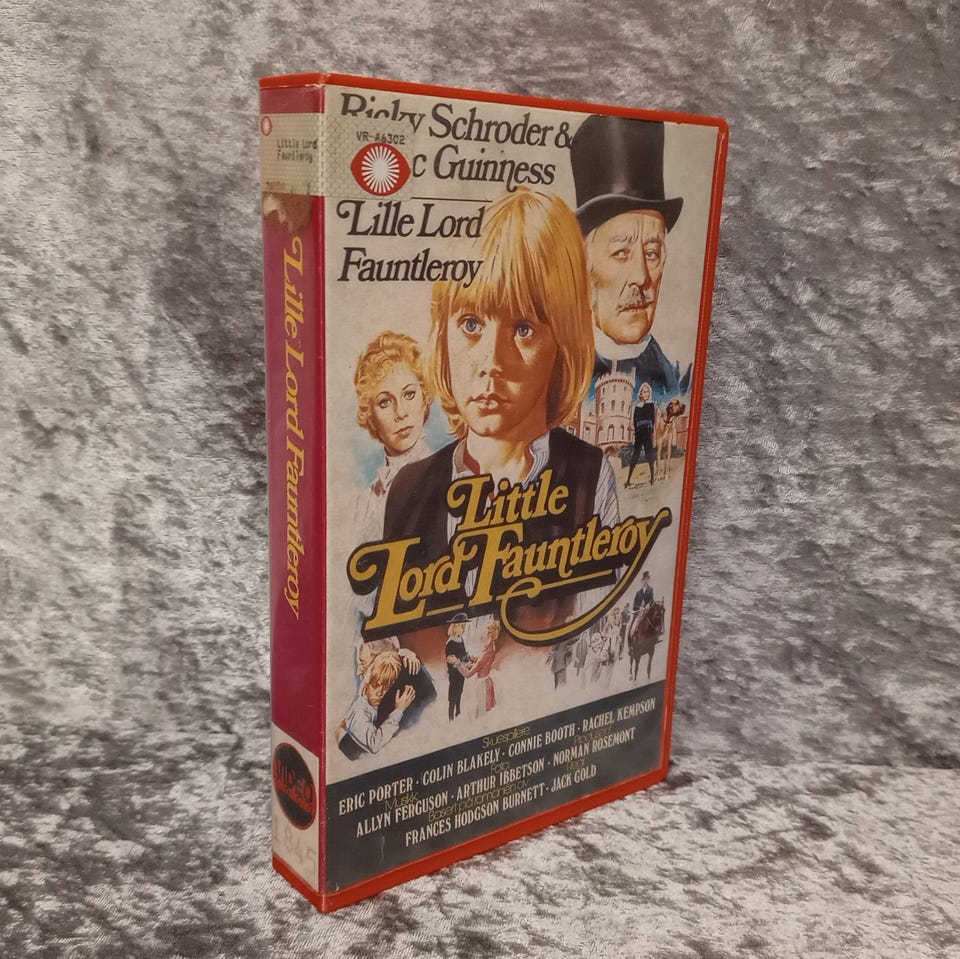 Ricky Schroder &
c Guinness
VR-A6302
Lille Lord
Fauntleroy
Little Lord
Fauntleroy
Lille Lord Fauntleroy
Little
Lord Fauntleroy
Skuespillere
ERIC PORTER · COLIN BLAKELY · CONNIE BOOTH · RACHEL KEMPSON
Musikk Foto Produsent
ALLYN FERGUSON · ARTHUR IBBETSON · NORMAN ROSEMONT
Basert på romanen av Regi
FRANCES HODGSON BURNETT · JACK GOLD
VIDEO
1845